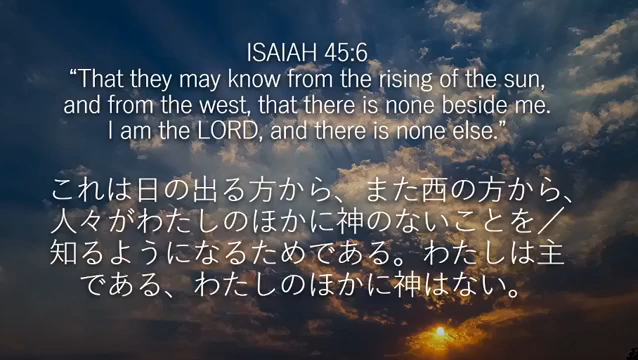 ISAIAH 45:6
“That they may know from the rising of the sun,
and from the west, that there is none beside me.
I am the LORD, and there is none else.”
これは日の出る方から、また西の方から、
人々がわたしのほかに神のないことを／
知るようになるためである。わたしは主
である、わたしのほかに神はない。